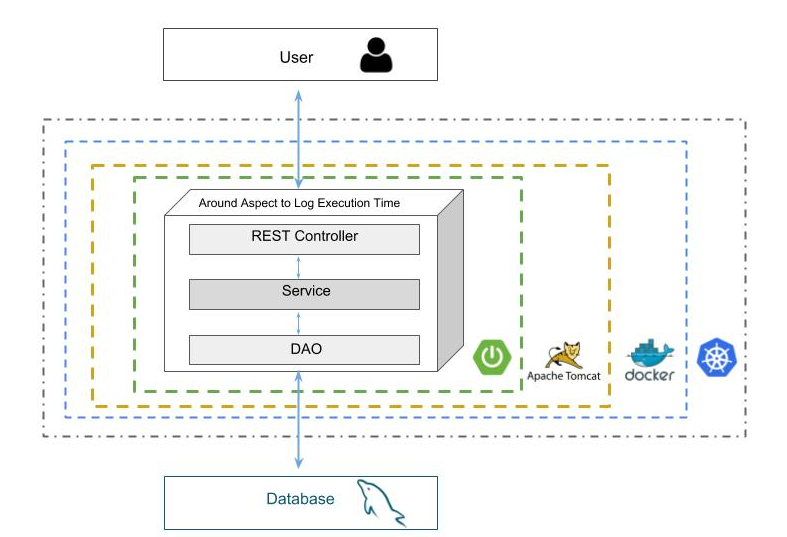 User
Around Aspect to Log Execution Time
REST Controller
Service
DAO
Apache Tomcat
docker
Database